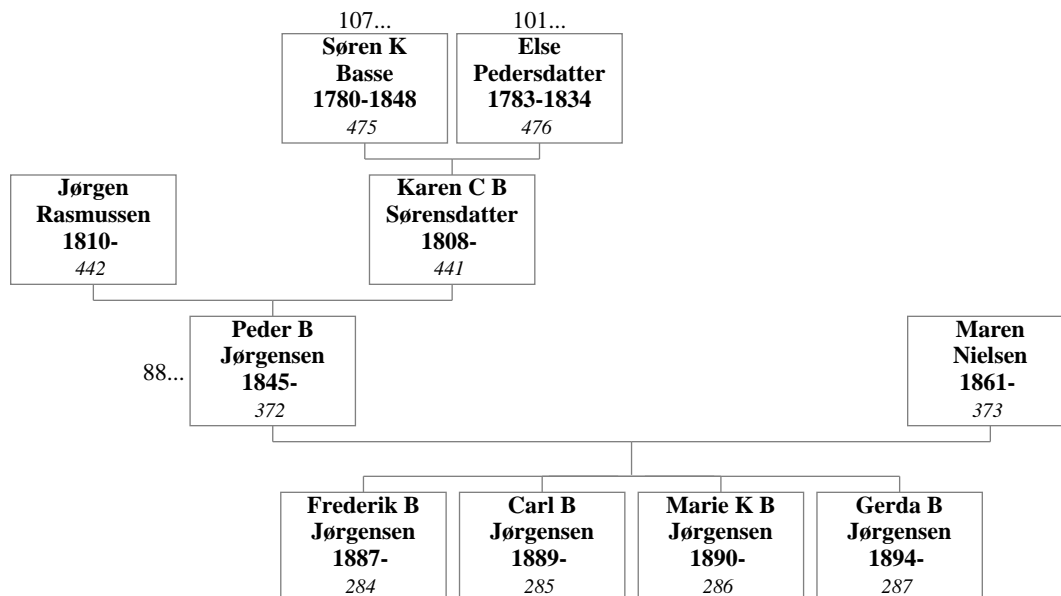 107...
Søren K
Basse
1780-1848
475
101...
Else
Pedersdatter
1783-1834
476
Jørgen
Rasmussen
1810-
442
Karen C B
Sørensdatter
1808-
441
88...
Peder B
Jørgensen
1845-
372
Maren
Nielsen
1861-
373
Frederik B
Jørgensen
1887-
284
Carl B
Jørgensen
1889-
285
Marie K B
Jørgensen
1890-
286
Gerda B
Jørgensen
1894-
287